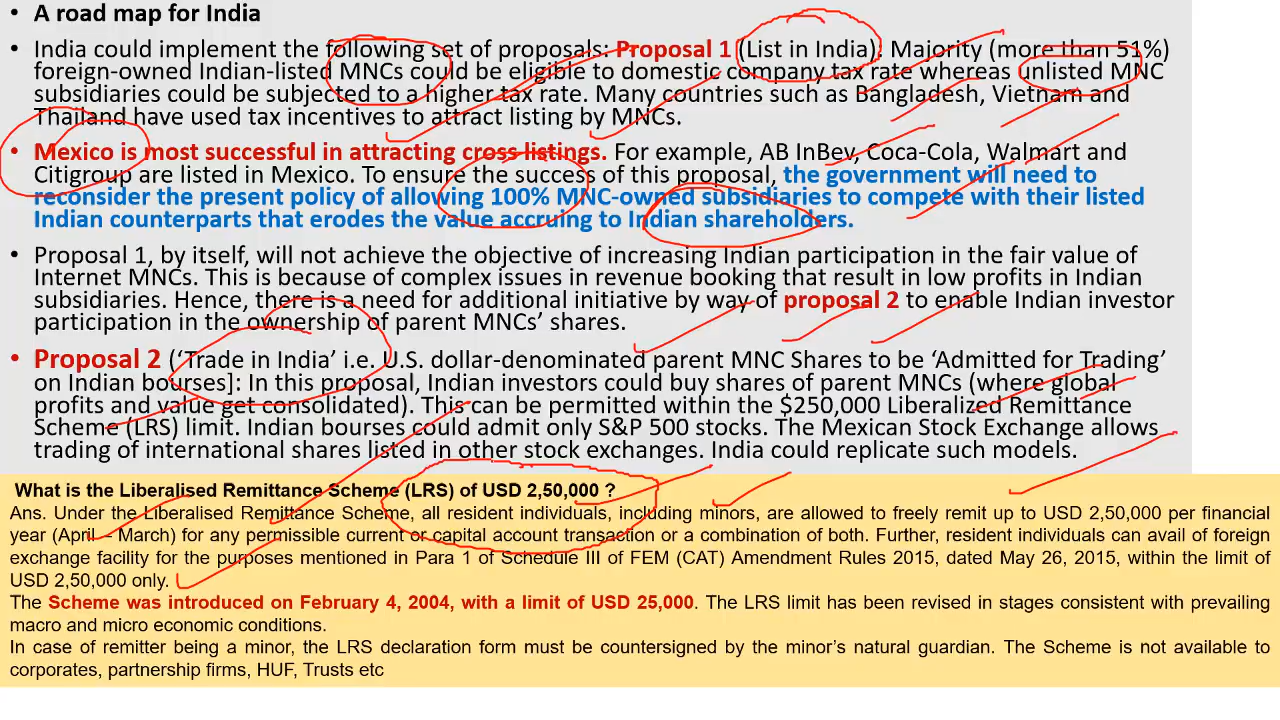 • A road map for India
• India could implement the following set of proposals: Proposal 1 (List in India): Majority (more than 51%)
foreign-owned Indian-listed MNCs could be eligible to domestic company tax rate whereas unlisted MNC
subsidiaries could be subjected to a higher tax rate. Many countries such as Bangladesh, Vietnam and
Thailand have used tax incentives to attract listing by MNCs.
• Mexico is most successful in attracting cross listings. For example, AB InBev, Coca-Cola, Walmart and
Citigroup are listed in Mexico. To ensure the success of this proposal, the government will need to
reconsider the present policy of allowing 100% MNC-owned subsidiaries to compete with their listed
Indian counterparts that erodes the value accruing to Indian shareholders.
• Proposal 1, by itself, will not achieve the objective of increasing Indian participation in the fair value of
Internet MNCs. This is because of complex issues in revenue booking that result in low profits in Indian
subsidiaries. Hence, there is a need for additional initiative by way of proposal 2 to enable Indian investor
participation in the ownership of parent MNCs’ shares.
• Proposal 2 (‘Trade in India’ i.e. U.S. dollar-denominated parent MNC Shares to be ‘Admitted for Trading’
on Indian bourses]: In this proposal, Indian investors could buy shares of parent MNCs (where global
profits and value get consolidated). This can be permitted within the $250,000 Liberalized Remittance
Scheme (LRS) limit. Indian bourses could admit only S&P 500 stocks. The Mexican Stock Exchange allows
trading of international shares listed in other stock exchanges. India could replicate such models.
What is the Liberalised Remittance Scheme (LRS) of USD 2,50,000 ?
Ans. Under the Liberalised Remittance Scheme, all resident individuals, including minors, are allowed to freely remit up to USD 2,50,000 per financial
year (April – March) for any permissible current or capital account transaction or a combination of both. Further, resident individuals can avail of foreign
exchange facility for the purposes mentioned in Para 1 of Schedule III of FEM (CAT) Amendment Rules 2015, dated May 26, 2015, within the limit of
USD 2,50,000 only.
The Scheme was introduced on February 4, 2004, with a limit of USD 25,000. The LRS limit has been revised in stages consistent with prevailing
macro and micro economic conditions.
In case of remitter being a minor, the LRS declaration form must be countersigned by the minor’s natural guardian. The Scheme is not available to
corporates, partnership firms, HUF, Trusts etc